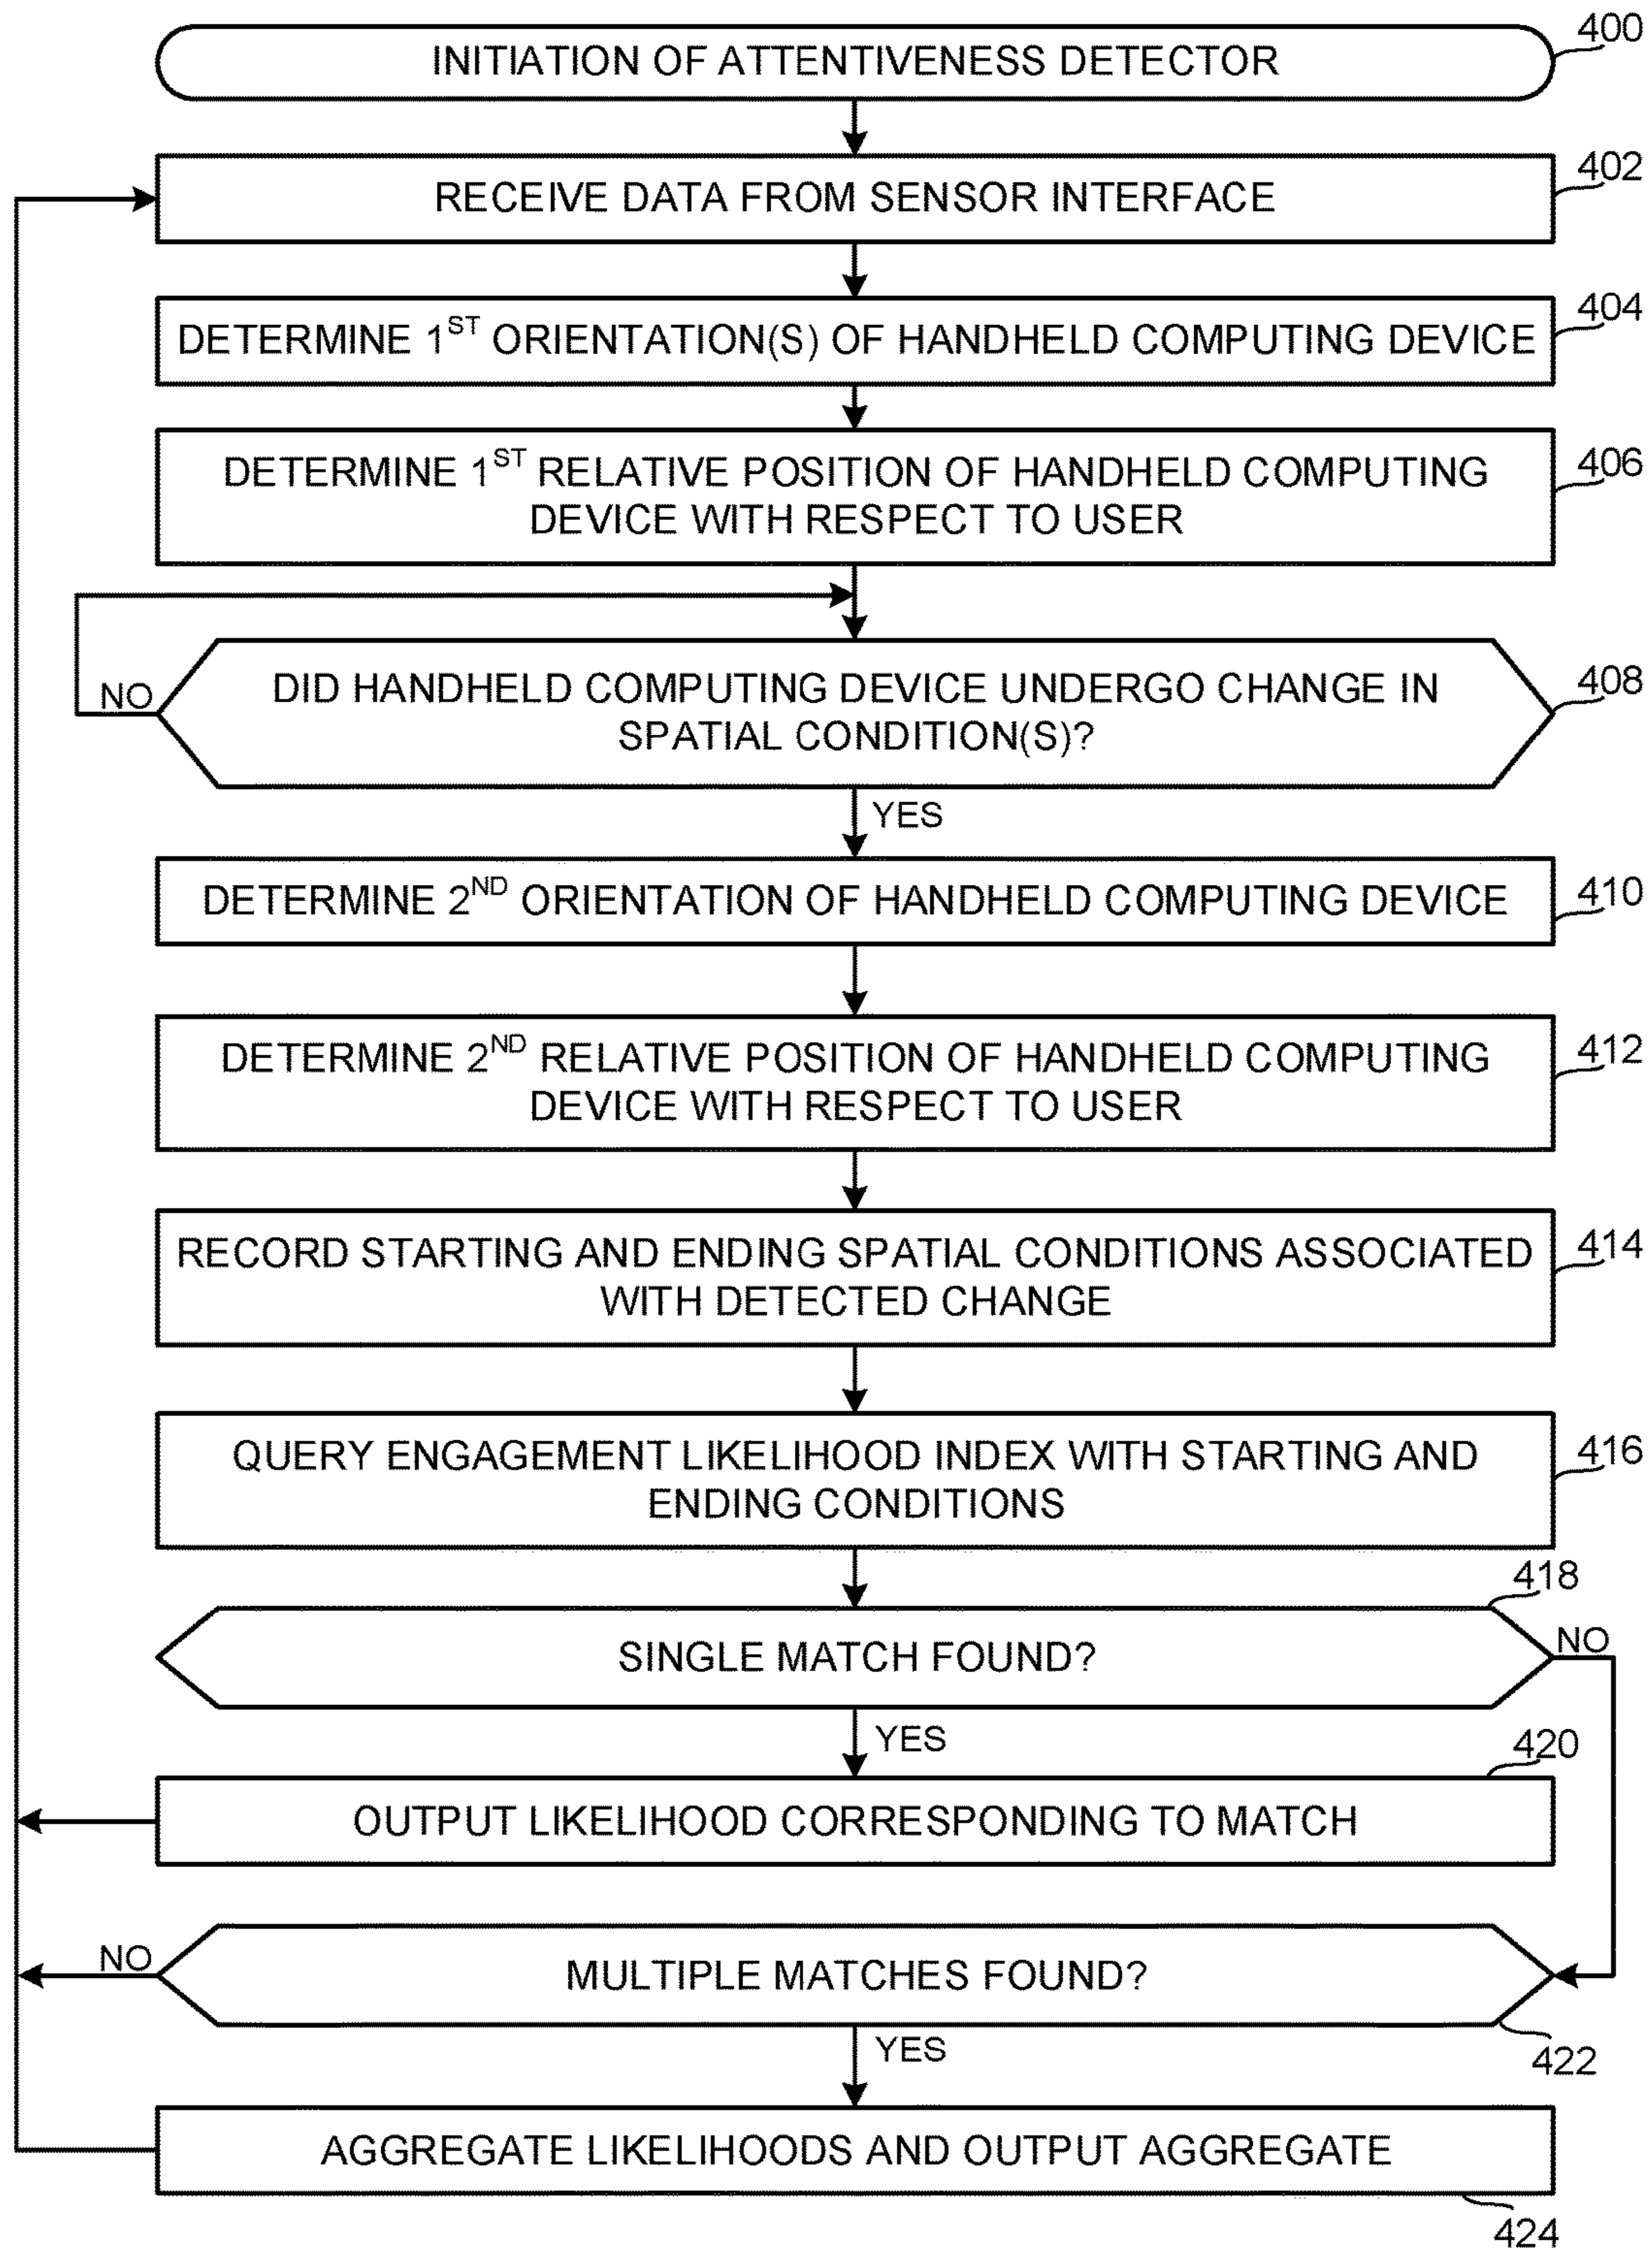 INITIATION OF ATTENTIVENESS DETECTOR
400
RECEIVE DATA FROM SENSOR INTERFACE
402
DETERMINE 1ST ORIENTATION(S) OF HANDHELD COMPUTING DEVICE
404
DETERMINE 1ST RELATIVE POSITION OF HANDHELD COMPUTING
DEVICE WITH RESPECT TO USER
406
DID HANDHELD COMPUTING DEVICE UNDERGO CHANGE IN
SPATIAL CONDITION(S)?
408
NO
YES
DETERMINE 2ND ORIENTATION OF HANDHELD COMPUTING DEVICE
410
DETERMINE 2ND RELATIVE POSITION OF HANDHELD COMPUTING
DEVICE WITH RESPECT TO USER
412
RECORD STARTING AND ENDING SPATIAL CONDITIONS ASSOCIATED
WITH DETECTED CHANGE
414
QUERY ENGAGEMENT LIKELIHOOD INDEX WITH STARTING AND
ENDING CONDITIONS
416
418
SINGLE MATCH FOUND?
NO
YES
420
OUTPUT LIKELIHOOD CORRESPONDING TO MATCH
NO
MULTIPLE MATCHES FOUND?
422
YES
AGGREGATE LIKELIHOODS AND OUTPUT AGGREGATE
424